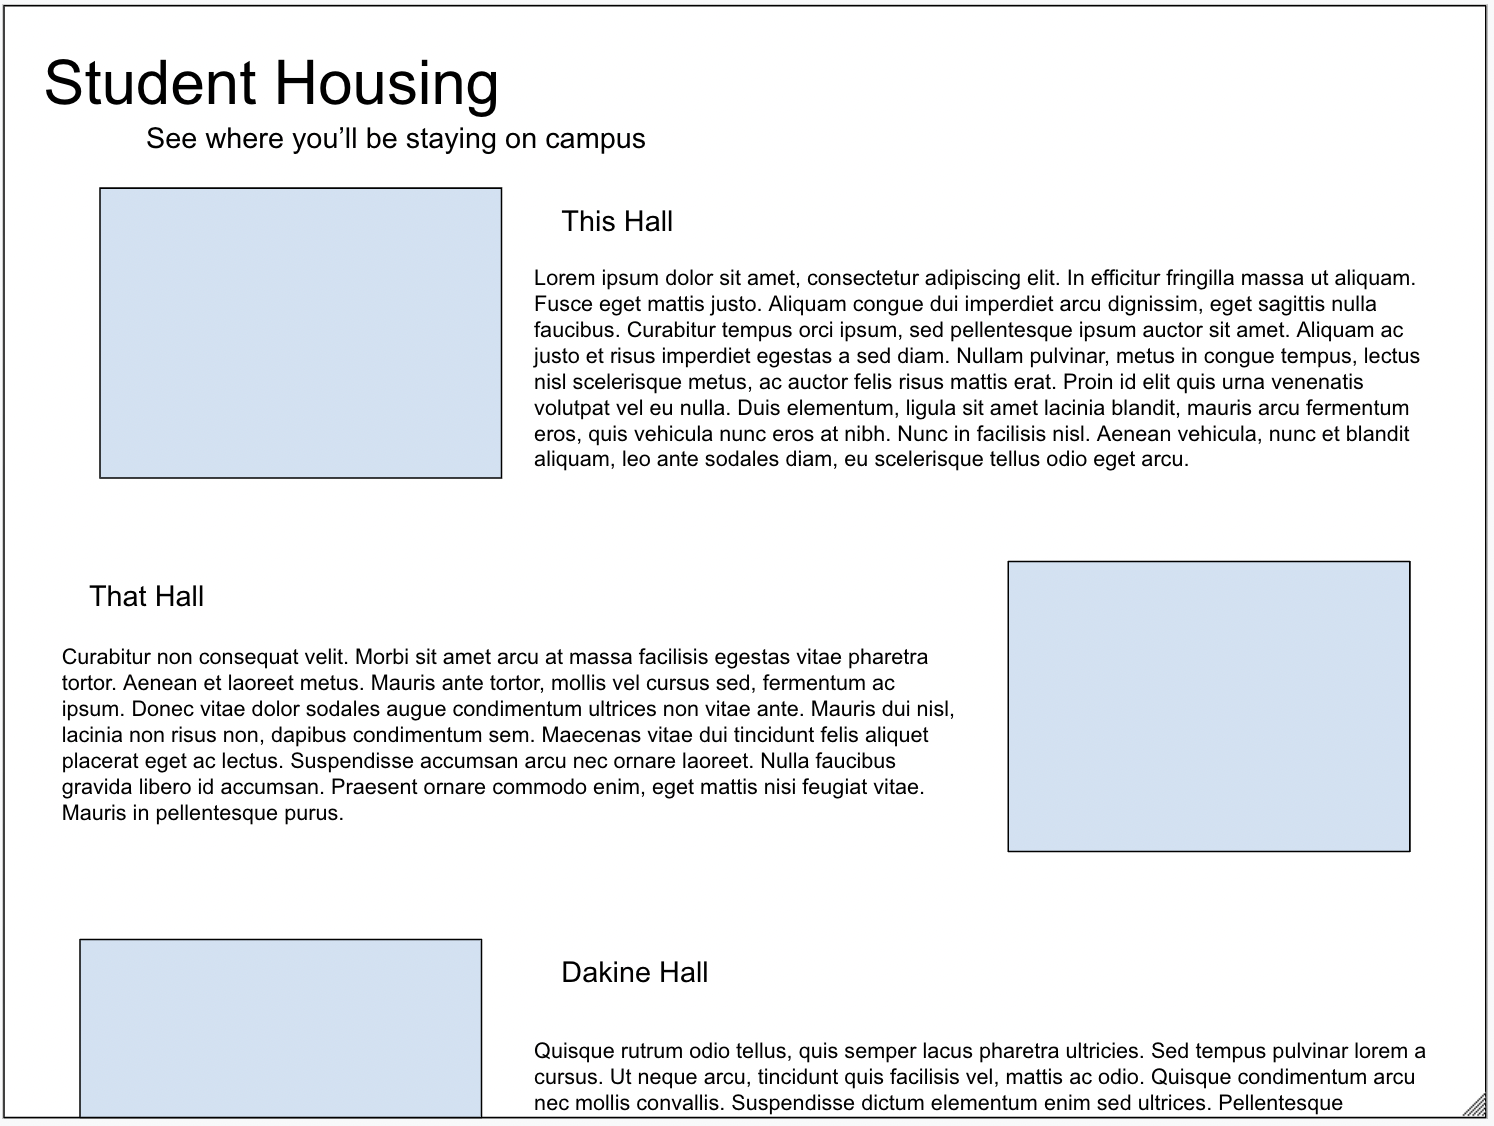 Student Housing
See where you’ll be staying on campus
This Hall
Lorem ipsum dolor sit amet, consectetur adipiscing elit. In efficitur fringilla massa ut aliquam.
Fusce eget mattis justo. Aliquam congue dui imperdiet arcu dignissim, eget sagittis nulla
faucibus. Curabitur tempus orci ipsum, sed pellentesque ipsum auctor sit amet. Aliquam ac
justo et risus imperdiet egestas a sed diam. Nullam pulvinar, metus in congue tempus, lectus
nisl scelerisque metus, ac auctor felis risus mattis erat. Proin id elit quis urna venenatis
volutpat vel eu nulla. Duis elementum, ligula sit amet lacinia blandit, mauris arcu fermentum
eros, quis vehicula nunc eros at nibh. Nunc in facilisis nisl. Aenean vehicula, nunc et blandit
aliquam, leo ante sodales diam, eu scelerisque tellus odio eget arcu.
That Hall
Curabitur non consequat velit. Morbi sit amet arcu at massa facilisis egestas vitae pharetra
tortor. Aenean et laoreet metus. Mauris ante tortor, mollis vel cursus sed, fermentum ac
ipsum. Donec vitae dolor sodales augue condimentum ultrices non vitae ante. Mauris dui nisl,
lacinia non risus non, dapibus condimentum sem. Maecenas vitae dui tincidunt felis aliquet
placerat eget ac lectus. Suspendisse accumsan arcu nec ornare laoreet. Nulla faucibus
gravida libero id accumsan. Praesent ornare commodo enim, eget mattis nisi feugiat vitae.
Mauris in pellentesque purus.
Dakine Hall
Quisque rutrum odio tellus, quis semper lacus pharetra ultricies. Sed tempus pulvinar lorem a
cursus. Ut neque arcu, tincidunt quis facilisis vel, mattis ac odio. Quisque condimentum arcu
nec mollis convallis. Suspendisse dictum elementum enim sed ultrices. Pellentesque